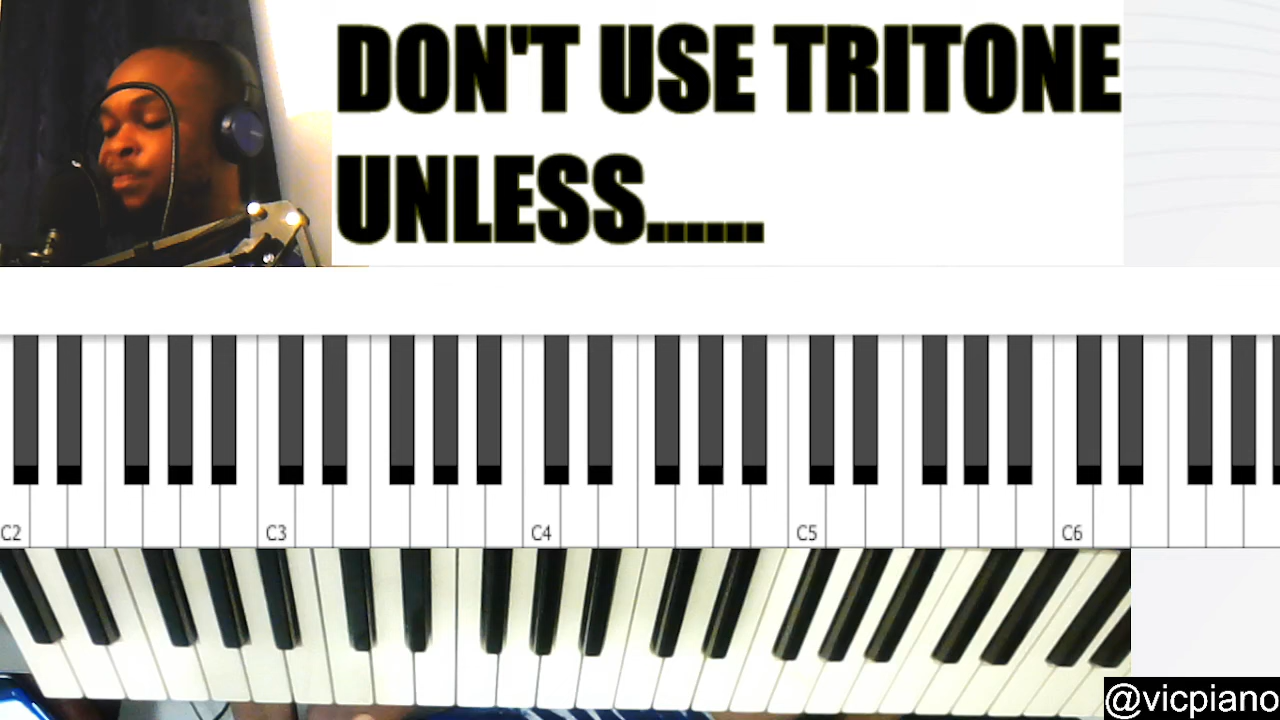 DON'T USE TRITONE
UNLESS......
C2 C3 C4 C5 C6
@vicpiano